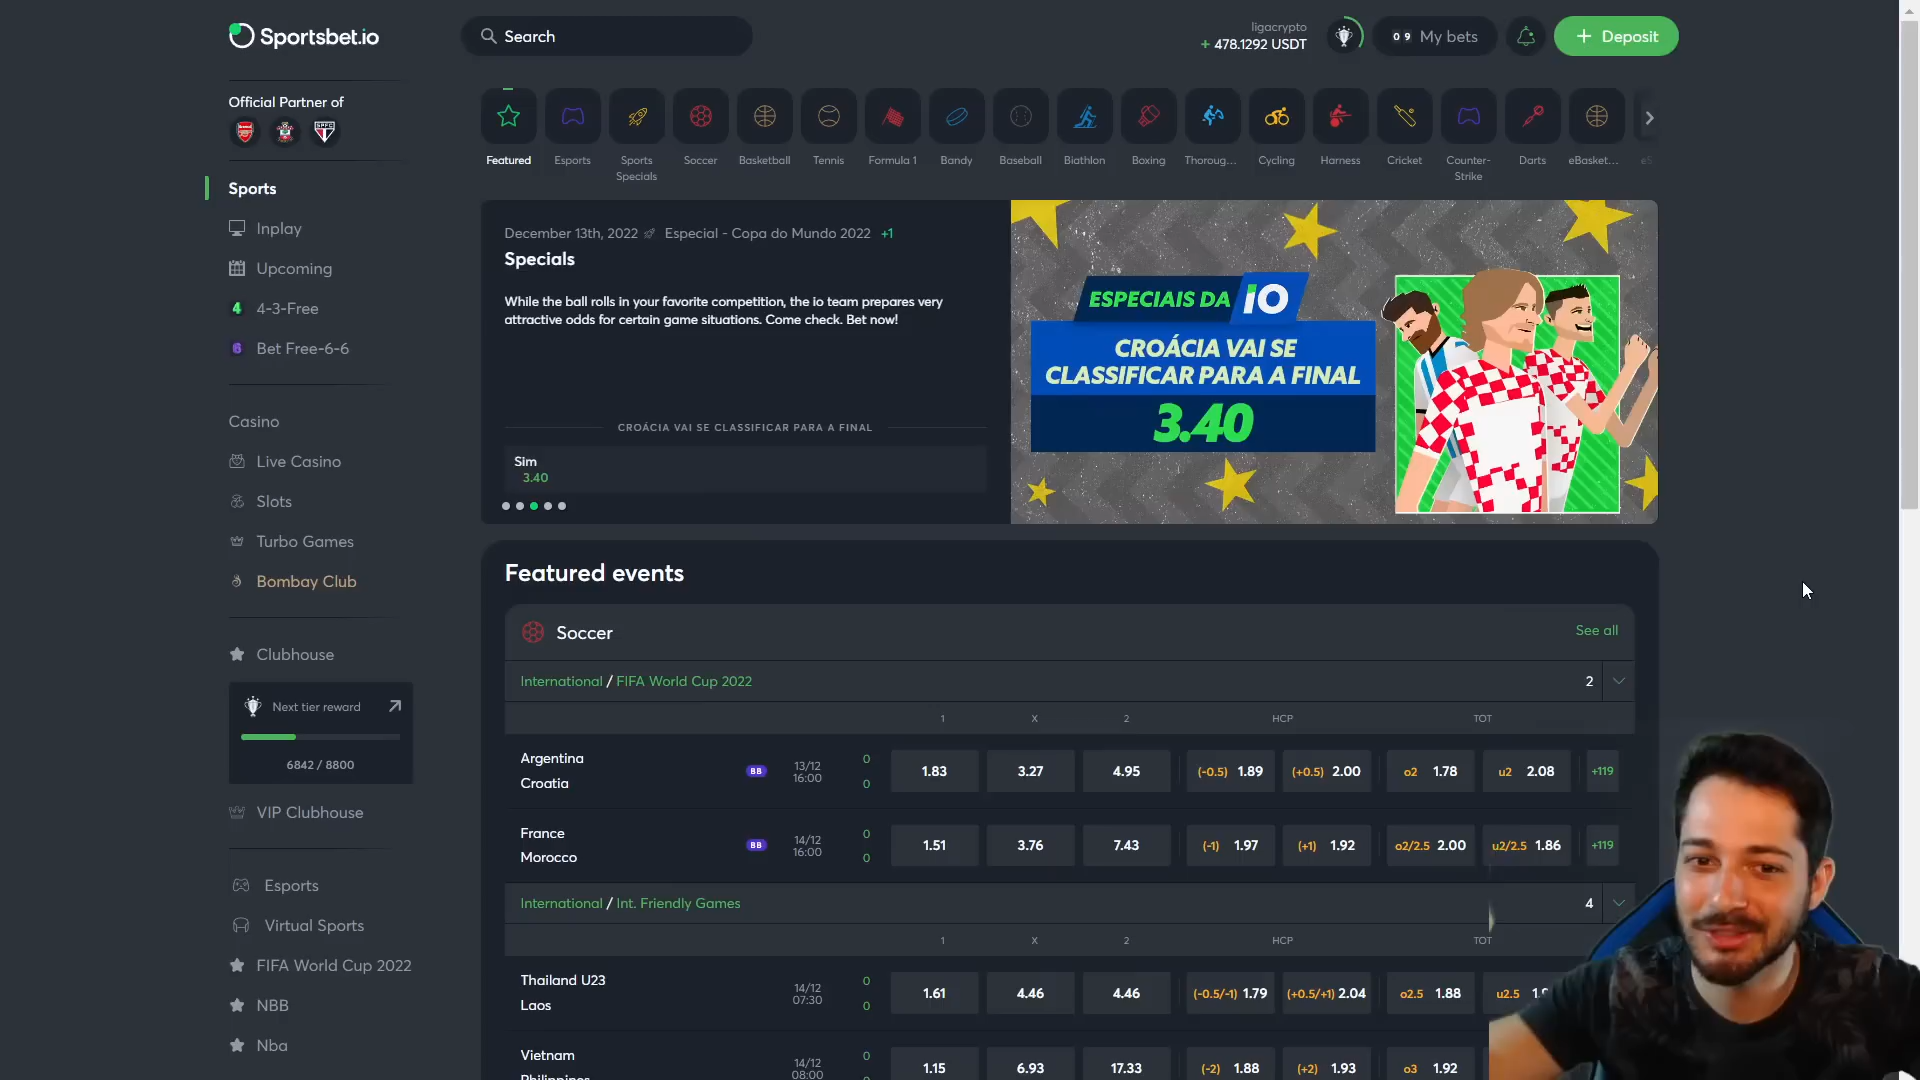 Sportsbet.io
Search
ligacrypto
+ 478.1292 USDT
0 9 My bets
+ Deposit
Official Partner of
Featured
Esports
Sports
Specials
Soccer
Basketball
Tennis
Formula 1
Bandy
Baseball
Biathlon
Boxing
Thoroug...
Cycling
Harness
Cricket
Counter-
Strike
Darts
eBasket...
Sports
Inplay
Upcoming
4 4-3-Free
6 Bet Free-6-6
Casino
Live Casino
Slots
Turbo Games
Bombay Club
Clubhouse
Next tier reward
6842 / 8800
VIP Clubhouse
Esports
Virtual Sports
FIFA World Cup 2022
NBB
Nba
December 13th, 2022 Especial - Copa do Mundo 2022 +1
Specials
While the ball rolls in your favorite competition, the io team prepares very
attractive odds for certain game situations. Come check. Bet now!
CROÁCIA VAI SE CLASSIFICAR PARA A FINAL
Sim
3.40
ESPECIAIS DA iO
CROÁCIA VAI SE
CLASSIFICAR PARA A FINAL
3.40
Featured events
Soccer See all
International / FIFA World Cup 2022 2
1 X 2 HCP TOT
Argentina
Croatia
BB
13/12
16:00
0
0
1.83 3.27 4.95 (-0.5) 1.89 (+0.5) 2.00 o2 1.78 u2 2.08 +119
France
Morocco
BB
14/12
16:00
0
0
1.51 3.76 7.43 (-1) 1.97 (+1) 1.92 o2/2.5 2.00 u2/2.5 1.86 +119
International / Int. Friendly Games 4
1 X 2 HCP TOT
Thailand U23
Laos
14/12
07:30
0
0
1.61 4.46 4.46 (-0.5/-1) 1.79 (+0.5/+1) 2.04 o2.5 1.88 u2.5
Vietnam
Philippines
14/12
08:00
0
0
1.15 6.93 17.33 (-2) 1.88 (+2) 1.93 o3 1.92